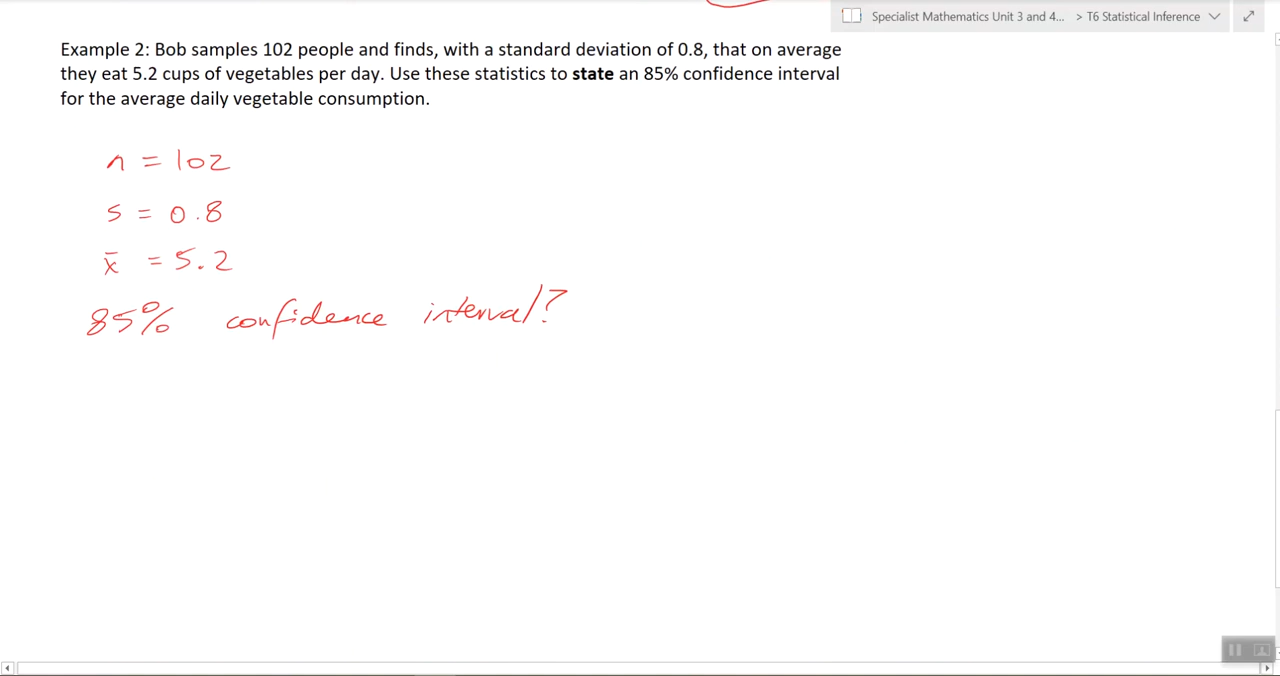 Specialist Mathematics Unit 3 and 4... > T6 Statistical Inference
Example 2: Bob samples 102 people and finds, with a standard deviation of 0.8, that on average
they eat 5.2 cups of vegetables per day. Use these statistics to state an 85% confidence interval
for the average daily vegetable consumption.
n = 102
s = 0.8
x̄ = 5.2
85% confidence interval?